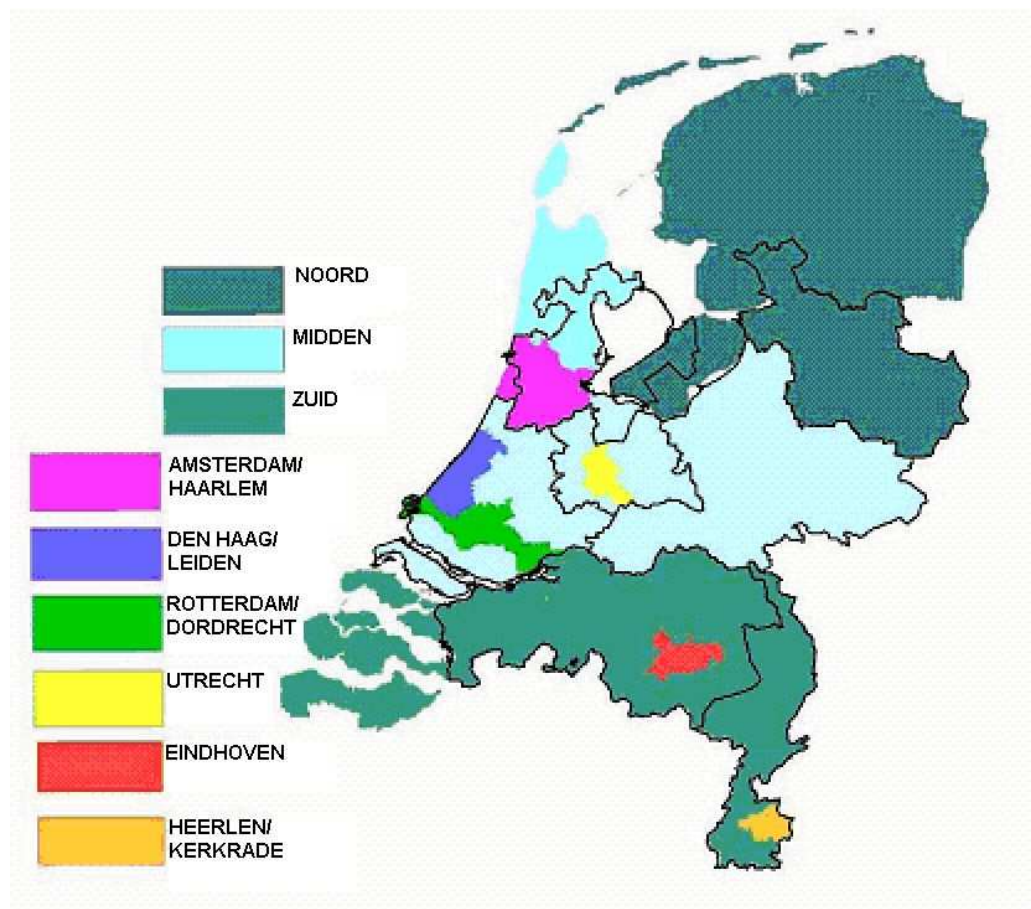 NOORD
MIDDEN
ZUID
AMSTERDAM/
HAARLEM
DEN HAAG/
LEIDEN
ROTTERDAM/
DORDRECHT
UTRECHT
EINDHOVEN
HEERLEN/
KERKRADE